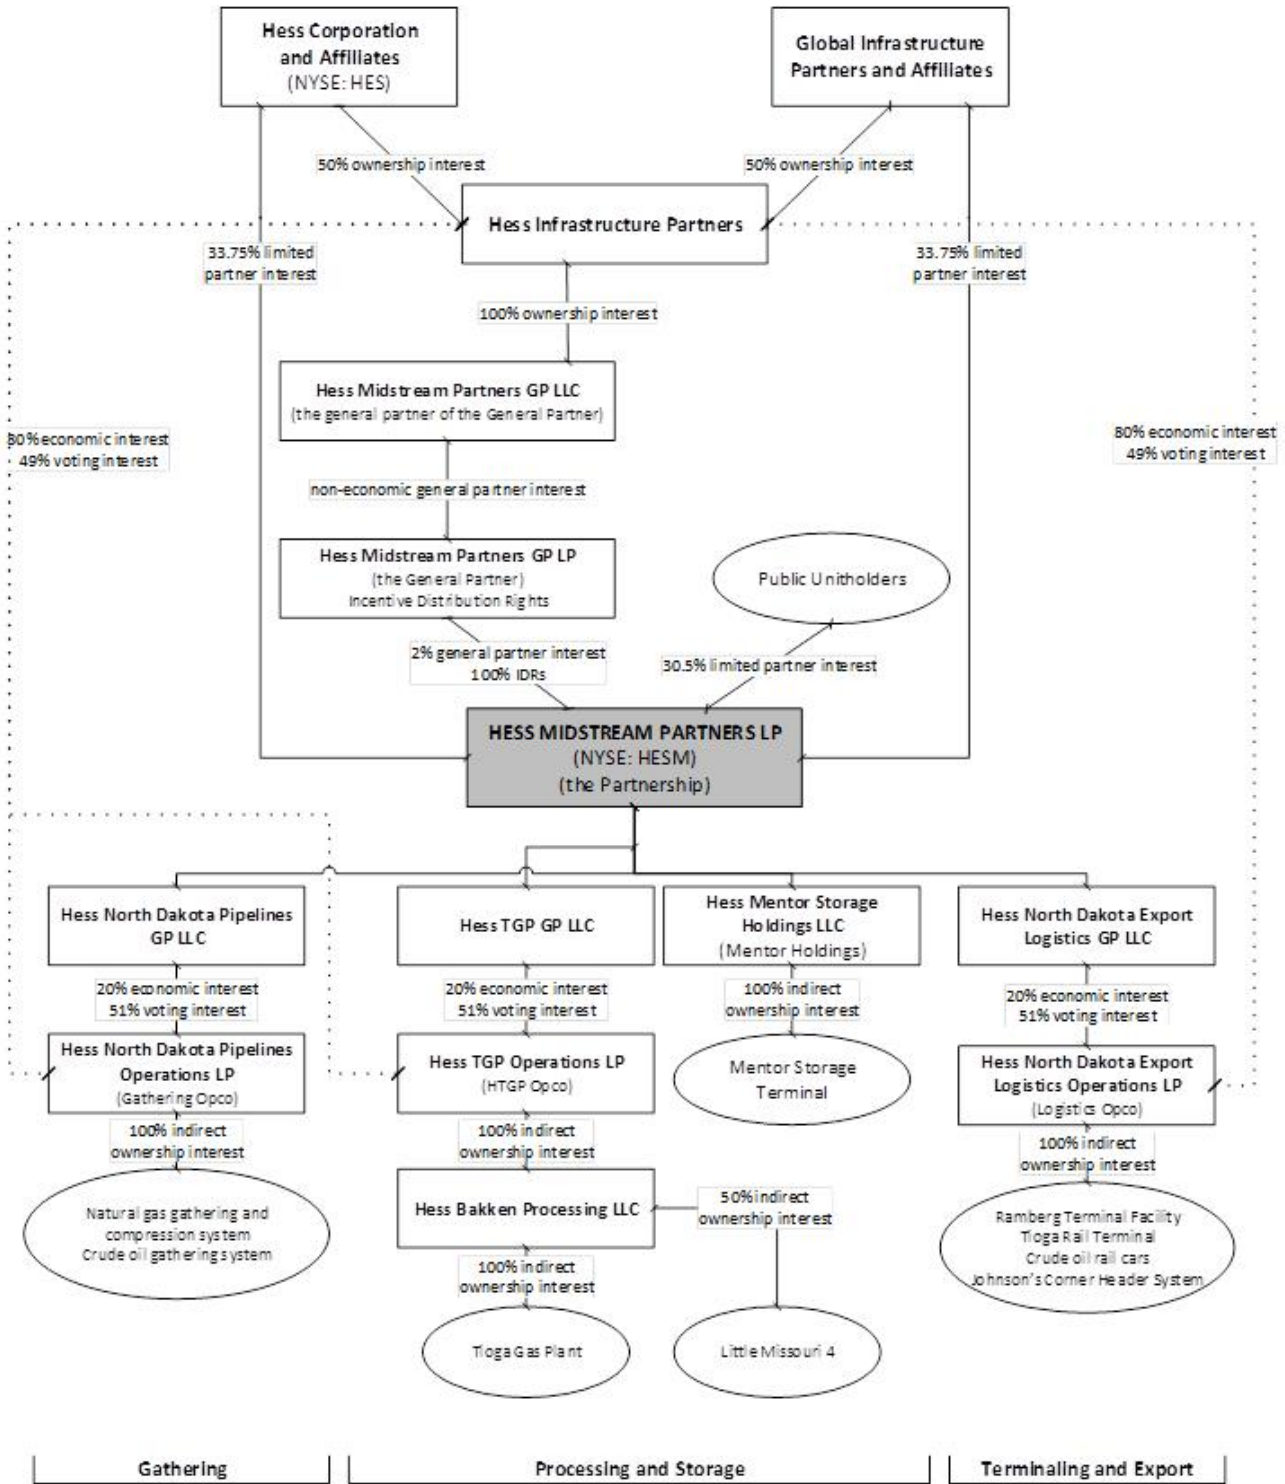 Hess Corporation
and Affiliates
(NYSE: HES)
Global Infrastructure
Partners and Affiliates
50% ownership interest
50% ownership interest
Hess Infrastructure Partners
33.75% limited
partner interest
33.75% limited
partner interest
100% ownership interest
Hess Midstream Partners GP LLC
(the general partner of the General Partner)
80% economic interest
49% voting interest
80% economic interest
49% voting interest
non-economic general partner interest
Hess Midstream Partners GP LP
(the General Partner)
Incentive Distribution Rights
Public Unitholders
2% general partner interest
100% IDRs
30.5% limited partner interest
HESS MIDSTREAM PARTNERS LP
(NYSE: HESM)
(the Partnership)
Hess North Dakota Pipelines
GP LLC
Hess TGP GP LLC
Hess Mentor Storage
Holdings LLC
(Mentor Holdings)
Hess North Dakota Export
Logistics GP LLC
20% economic interest
51% voting interest
20% economic interest
51% voting interest
100% indirect
ownership interest
20% economic interest
51% voting interest
Hess North Dakota Pipelines
Operations LP
(Gathering Opco)
Hess TGP Operations LP
(HTGP Opco)
Mentor Storage
Terminal
Hess North Dakota Export
Logistics Operations LP
(Logistics Opco)
100% indirect
ownership interest
100% indirect
ownership interest
100% indirect
ownership interest
Natural gas gathering and
compression system
Crude oil gathering system
Hess Bakken Processing LLC
50% indirect
ownership interest
Ramberg Terminal Facility
Tioga Rail Terminal
Crude oil rail cars
Johnson's Corner Header System
100% indirect
ownership interest
Tioga Gas Plant
Little Missouri 4
Gathering
Processing and Storage
Terminaling and Export